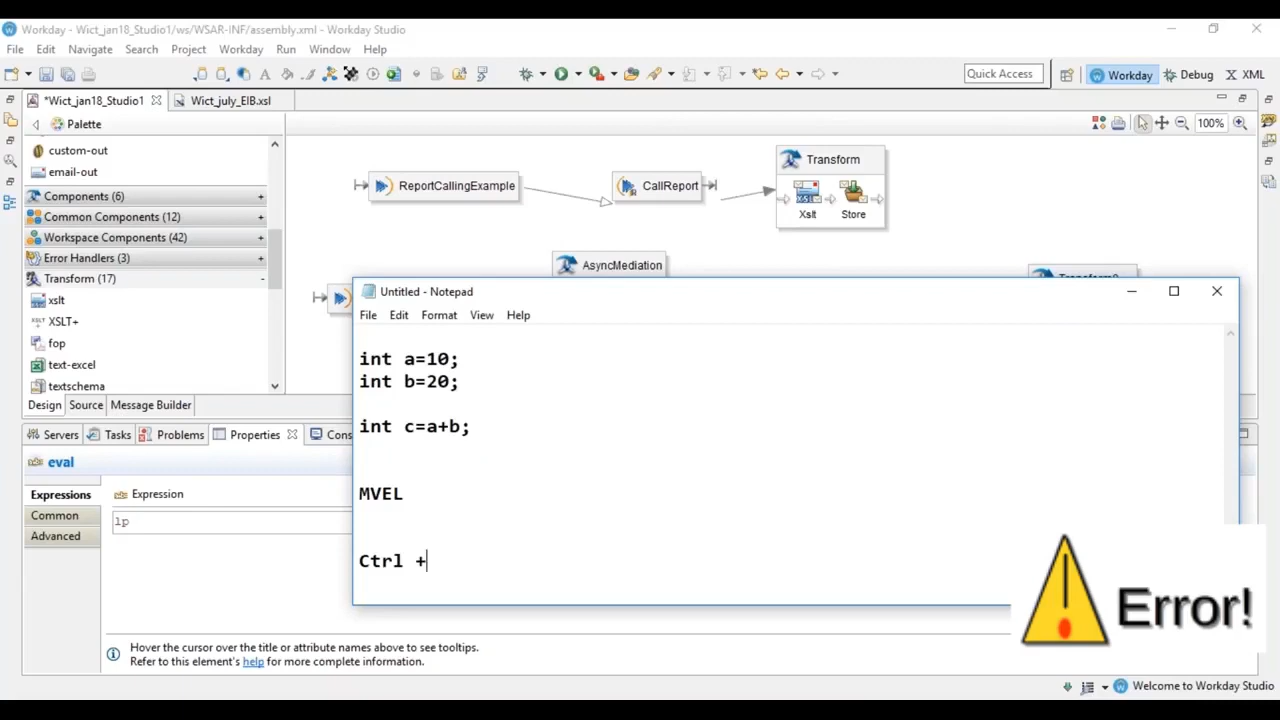 Workday - Wict_jan18_Studio1/ws/WSAR-INF/assembly.xml - Workday Studio
File Edit Navigate Search Project Workday Run Window Help
Quick Access Workday Debug XML
*Wict_jan18_Studio1 Wict_july_EIB.xsl
Palette
100%
custom-out
email-out
Components (6) +
Common Components (12) +
Workspace Components (42) +
Error Handlers (3) +
Transform (17) -
xslt
XSLT+
fop
text-excel
textschema
ReportCallingExample
CallReport
Transform
Xslt Store
AsyncMediation
Design Source Message Builder
Servers Tasks Problems Properties Cons
eval
Expressions
Common
Advanced
Expression
1p
Untitled - Notepad
File Edit Format View Help
int a=10;
int b=20;
int c=a+b;
MVEL
Ctrl +
Error!
Hover the cursor over the title or attribute names above to see tooltips.
Refer to this element's help for more complete information.
Welcome to Workday Studio